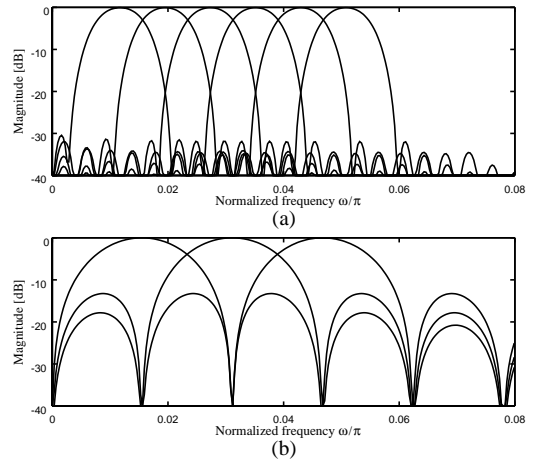 0
-10
-20
-30
-40
Magnitude [dB]
0 0.02 0.04 0.06 0.08
Normalized frequency ω/π
(a)
0
-10
-20
-30
-40
Magnitude [dB]
0 0.02 0.04 0.06 0.08
Normalized frequency ω/π
(b)